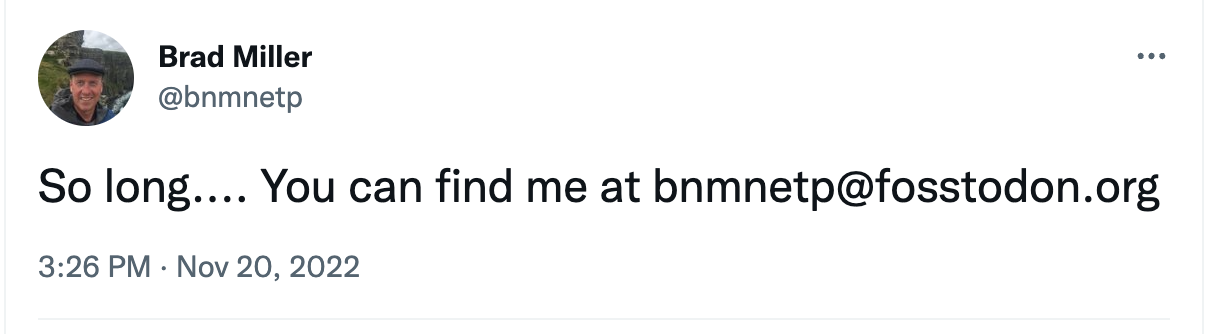 Brad Miller
@bnmnetp
So long.... You can find me at bnmnetp@fosstodon.org
3:26 PM · Nov 20, 2022